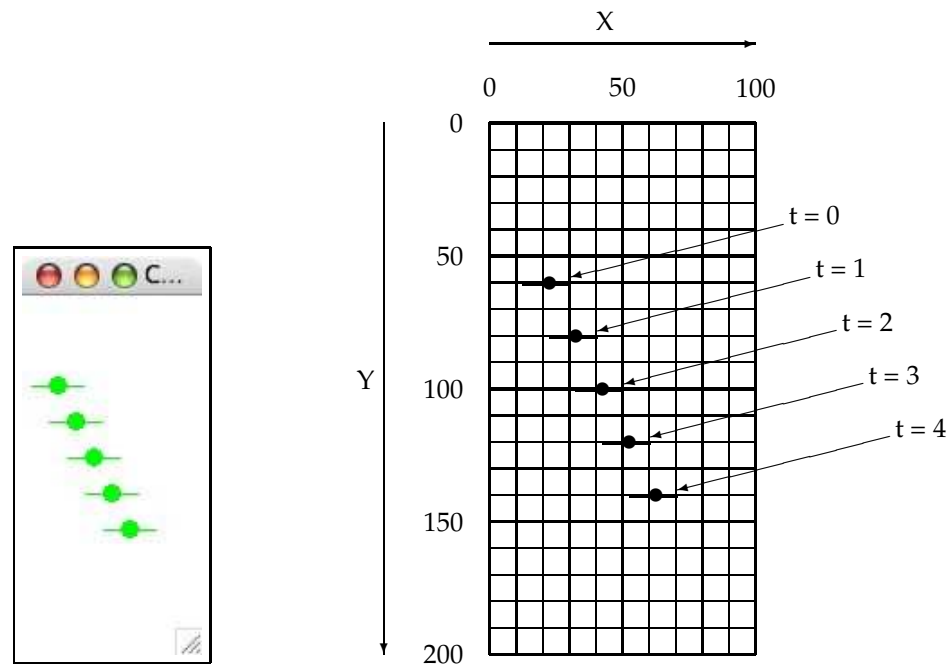 X
0 50 100
0
t = 0
50
t = 1
C...
t = 2
Y
100
t = 3
t = 4
150
200